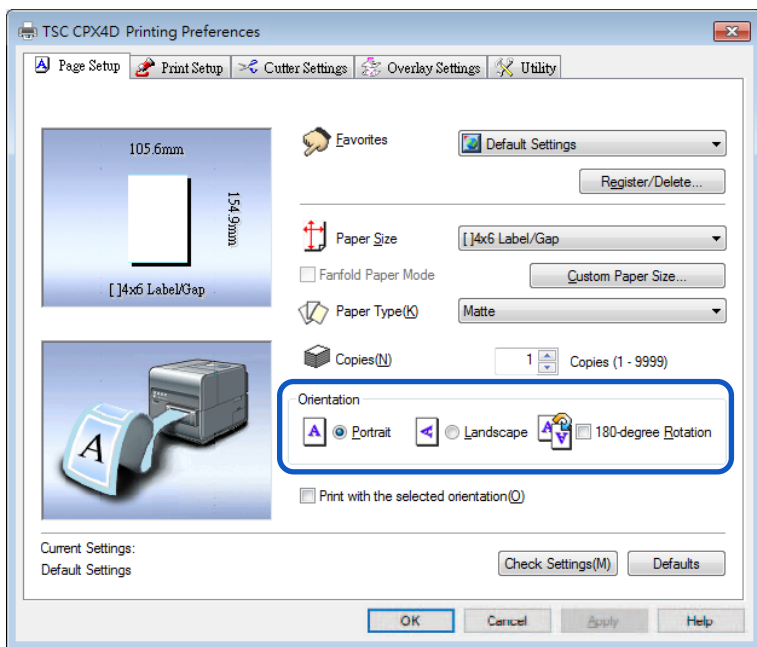 TSC CPX4D Printing Preferences
Page Setup
Print Setup
Cutter Settings
Overlay Settings
Utility
105.6mm
154.9mm
[ ]4x6 Label/Gap
Favorites
Default Settings
Register/Delete...
Paper Size
[ ]4x6 Label/Gap
Fanfold Paper Mode
Custom Paper Size...
Paper Type(K)
Matte
Copies(N)
1
Copies (1 - 9999)
Orientation
A
Portrait
A
Landscape
A
A
180-degree Rotation
A
Print with the selected orientation(O)
Current Settings:
Default Settings
Check Settings(M)
Defaults
OK
Cancel
Apply
Help